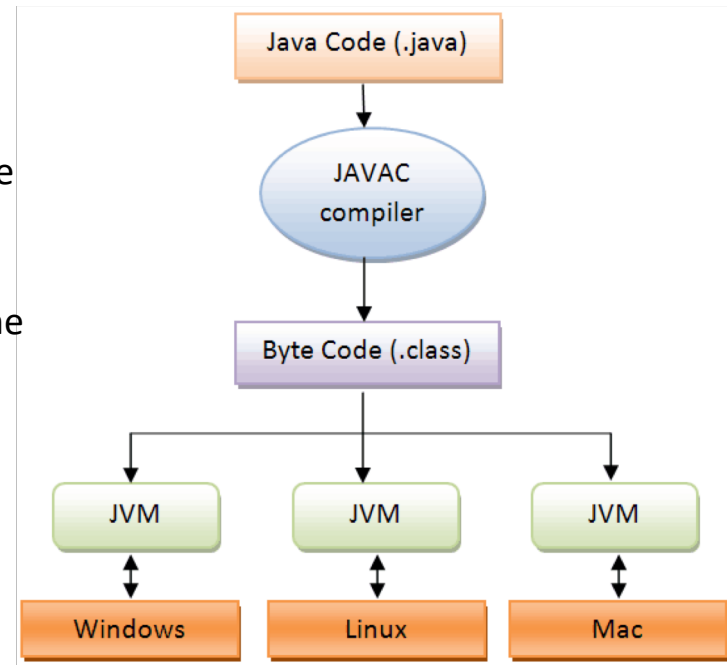 Java Code (.java)
JAVAC
compiler
Byte Code (.class)
JVM JVM JVM
Windows Linux Mac